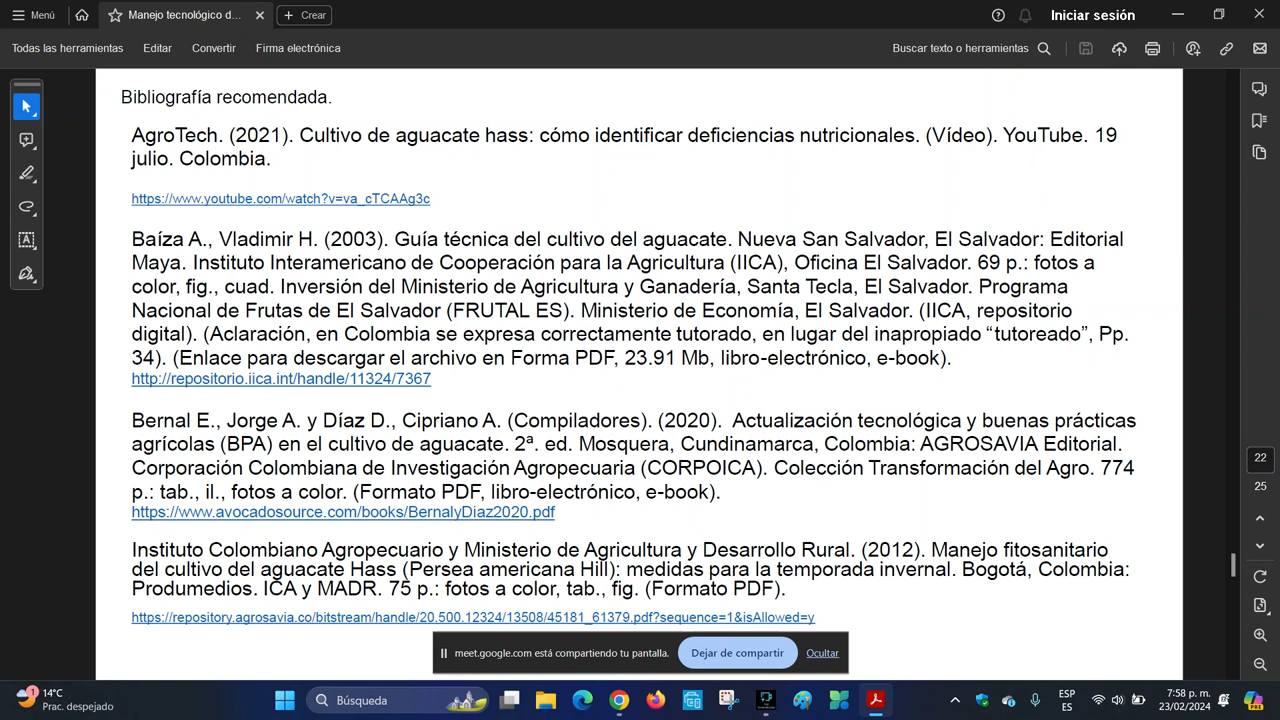 Menú
Manejo tecnológico d...
Crear
Iniciar sesión
Todas las herramientas
Editar
Convertir
Firma electrónica
Buscar texto o herramientas
Bibliografía recomendada.
AgroTech. (2021). Cultivo de aguacate hass: cómo identificar deficiencias nutricionales. (Vídeo). YouTube. 19
julio. Colombia.
https://www.youtube.com/watch?v=va_cTCAAg3c
Baíza A., Vladimir H. (2003). Guía técnica del cultivo del aguacate. Nueva San Salvador, El Salvador: Editorial
Maya. Instituto Interamericano de Cooperación para la Agricultura (IICA), Oficina El Salvador. 69 p.: fotos a
color, fig., cuad. Inversión del Ministerio de Agricultura y Ganadería, Santa Tecla, El Salvador. Programa
Nacional de Frutas de El Salvador (FRUTAL ES). Ministerio de Economía, El Salvador. (IICA, repositorio
digital). (Aclaración, en Colombia se expresa correctamente tutorado, en lugar del inapropiado “tutoreado”, Pp.
34). (Enlace para descargar el archivo en Forma PDF, 23.91 Mb, libro-electrónico, e-book).
http://repositorio.iica.int/handle/11324/7367
Bernal E., Jorge A. y Díaz D., Cipriano A. (Compiladores). (2020).  Actualización tecnológica y buenas prácticas
agrícolas (BPA) en el cultivo de aguacate. 2ª. ed. Mosquera, Cundinamarca, Colombia: AGROSAVIA Editorial.
Corporación Colombiana de Investigación Agropecuaria (CORPOICA). Colección Transformación del Agro. 774
p.: tab., il., fotos a color. (Formato PDF, libro-electrónico, e-book).
https://www.avocadosource.com/books/BernalyDiaz2020.pdf
Instituto Colombiano Agropecuario y Ministerio de Agricultura y Desarrollo Rural. (2012). Manejo fitosanitario
del cultivo del aguacate Hass (Persea americana Hill): medidas para la temporada invernal. Bogotá, Colombia:
Produmedios. ICA y MADR. 75 p.: fotos a color, tab., fig. (Formato PDF).
https://repository.agrosavia.co/bitstream/handle/20.500.12324/13508/45181_61379.pdf?sequence=1&isAllowed=y
22
25
meet.google.com está compartiendo tu pantalla.
Dejar de compartir
Ocultar
1
14°C
Prac. despejado
Búsqueda
ESP
ES
7:58 p. m.
23/02/2024